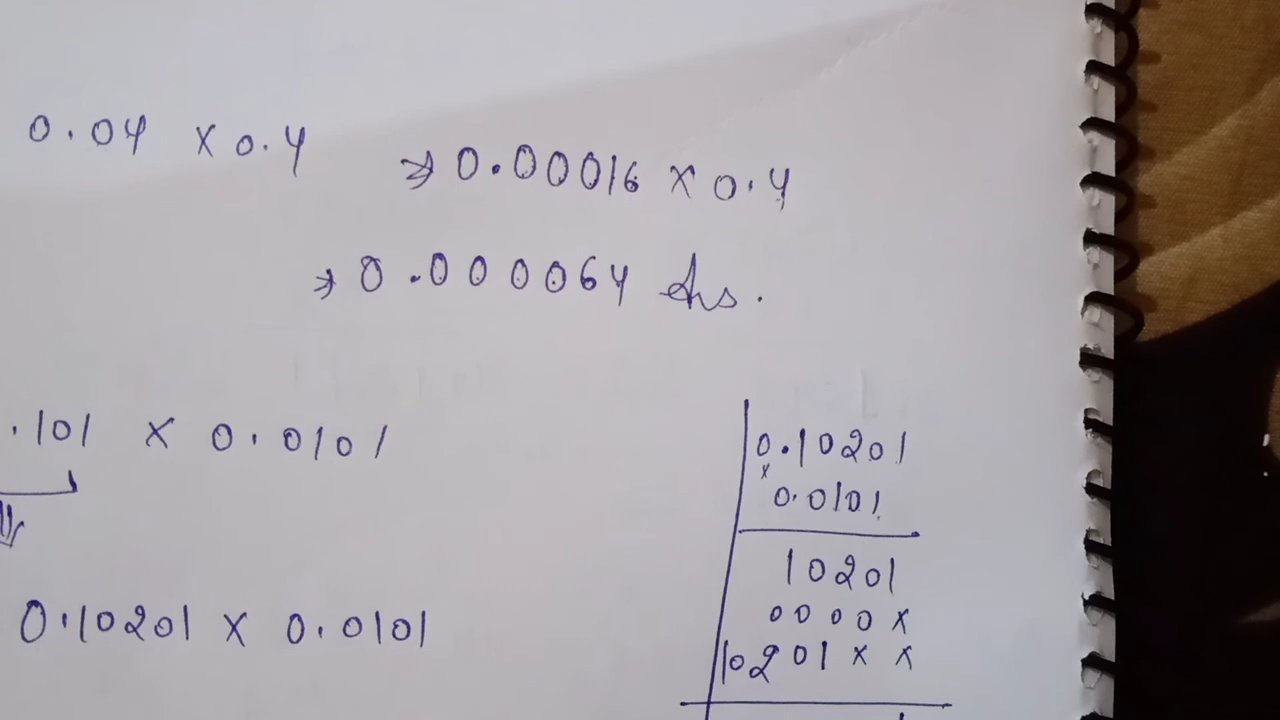 0.04 × 0.4 ⇒ 0.00016 × 0.4
⇒ 0.000064 Ans.
.101 × 0.0101
0.10201 × 0.0101
0.10201
×
0.0101
10201
0000×
10201××